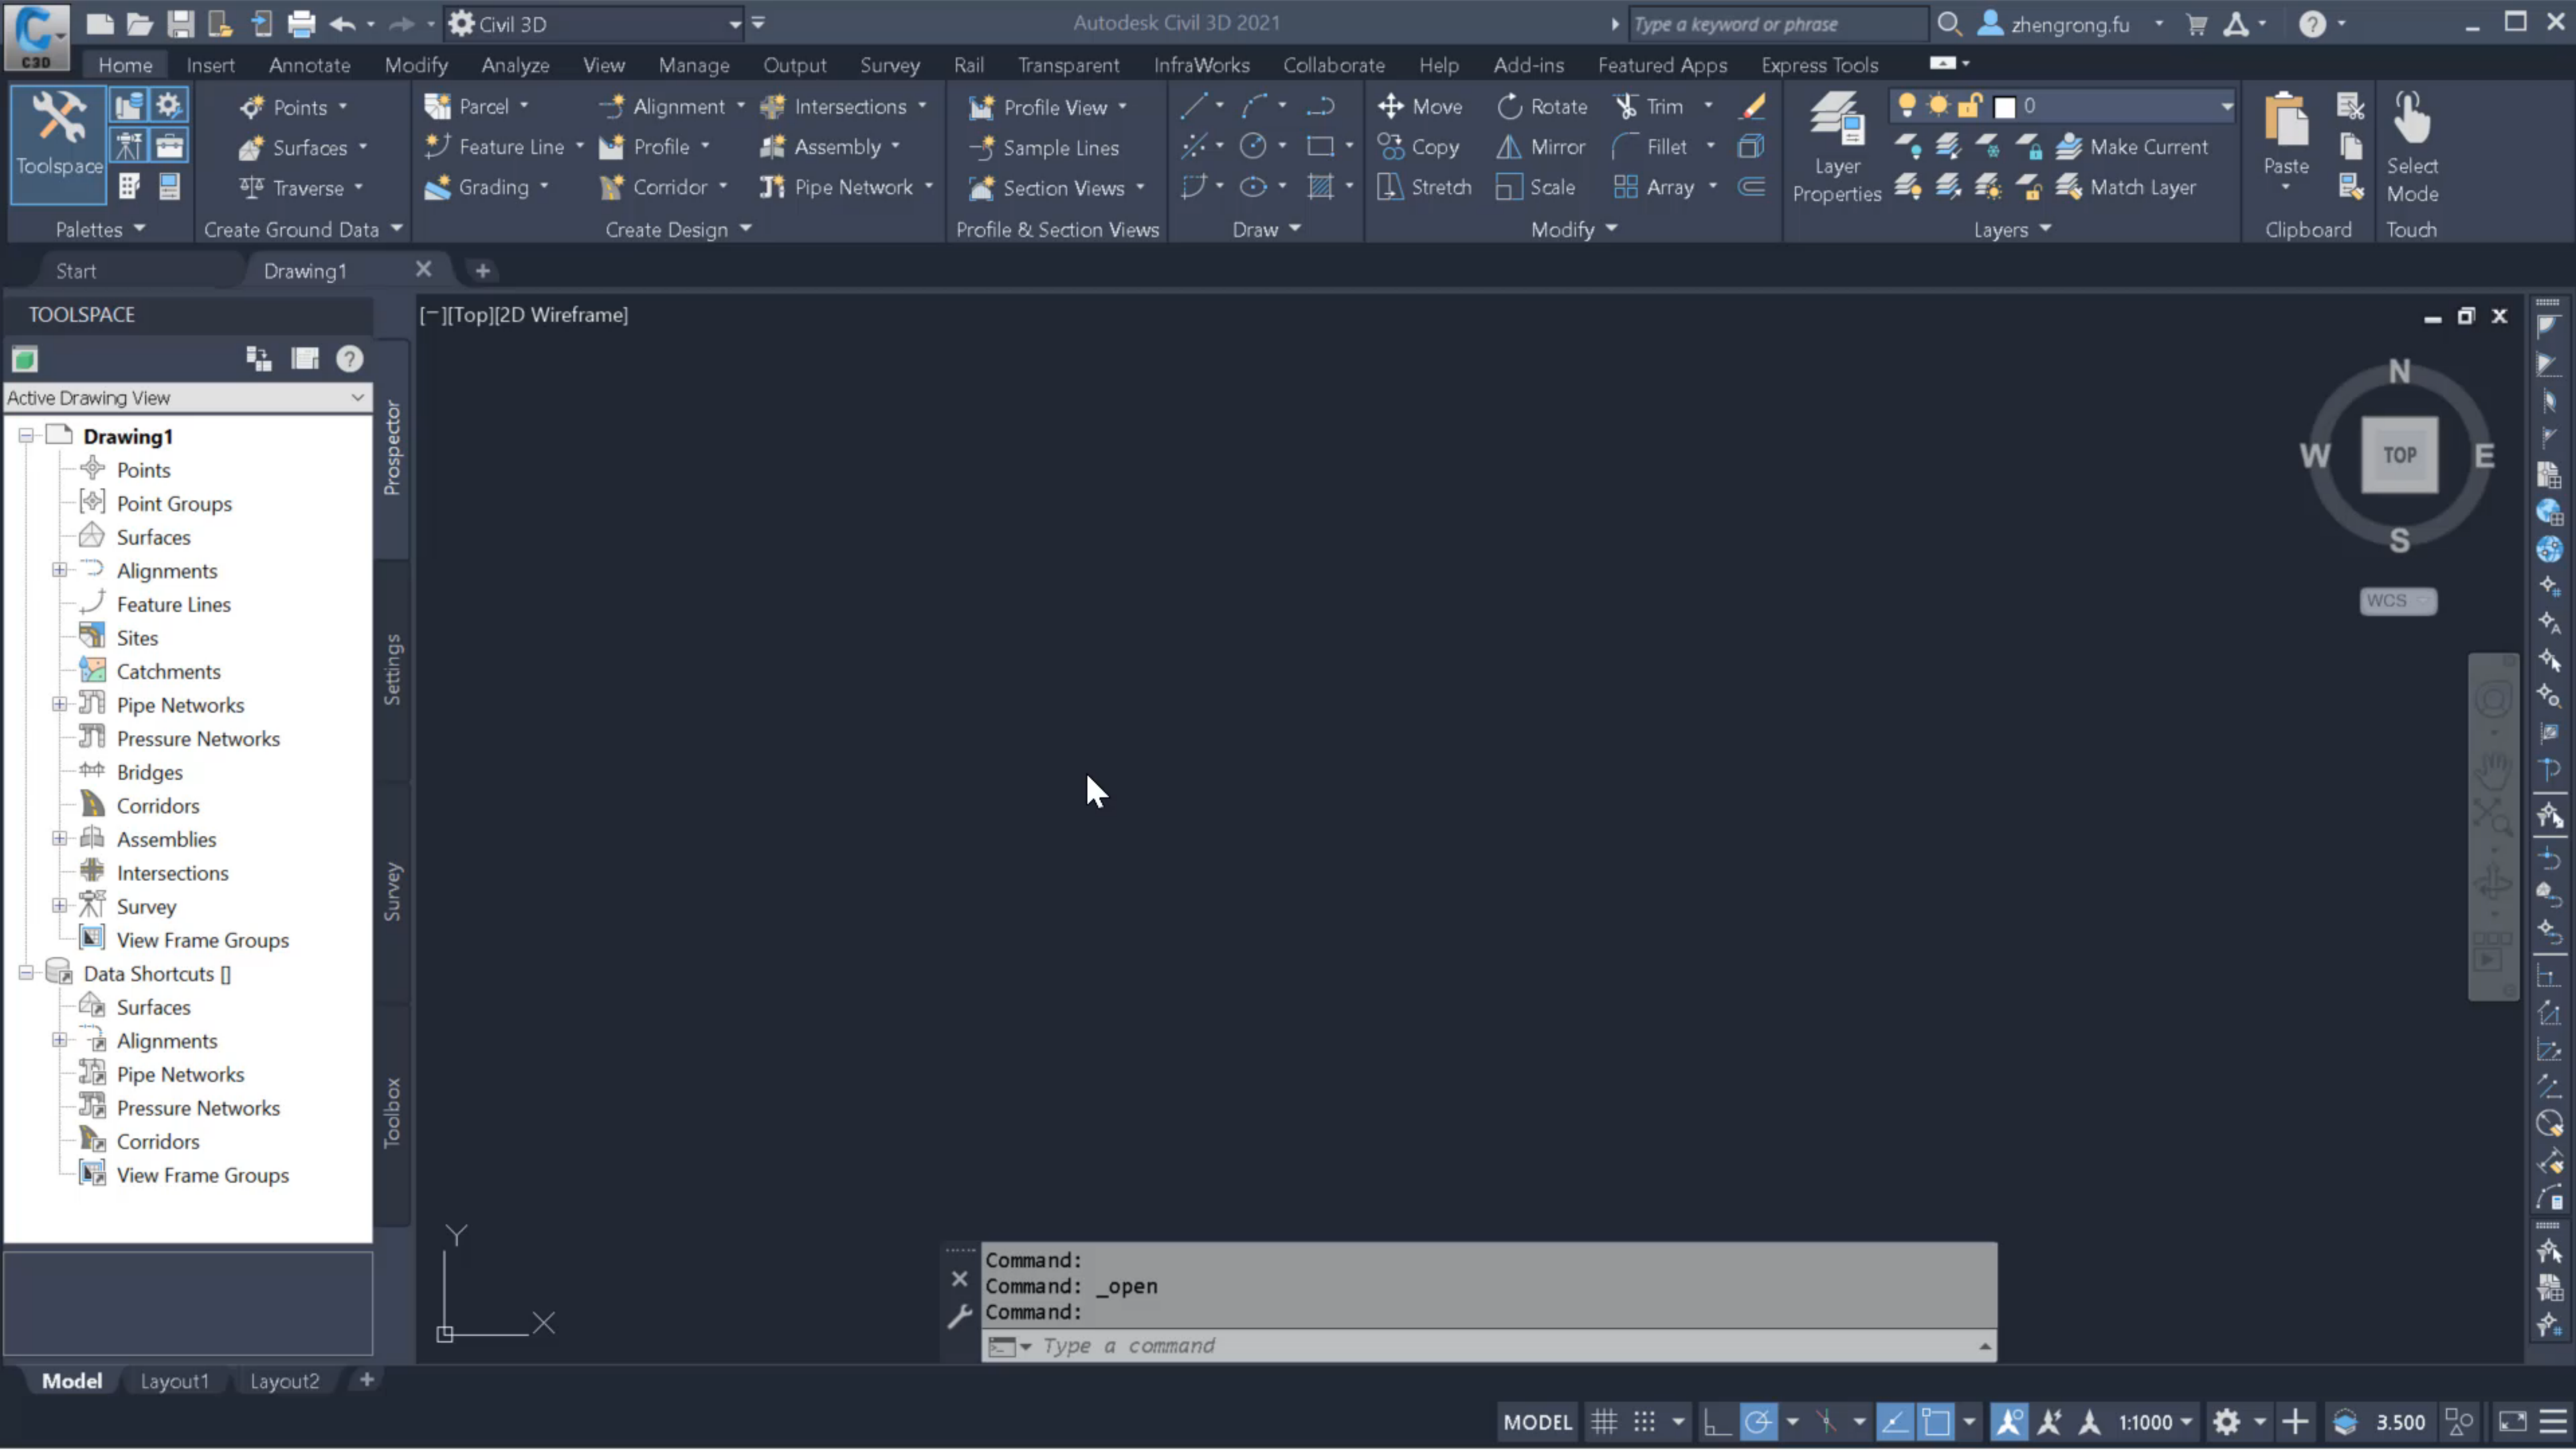 Civil 3D
Autodesk Civil 3D 2021
Type a keyword or phrase
zhengrong.fu
C3D
Home Insert Annotate Modify Analyze View Manage Output Survey Rail Transparent InfraWorks Collaborate Help Add-ins Featured Apps Express Tools
Toolspace
Palettes
Points
Surfaces
Traverse
Create Ground Data
Parcel
Feature Line
Grading
Alignment
Profile
Corridor
Intersections
Assembly
Pipe Network
Create Design
Profile View
Sample Lines
Section Views
Profile & Section Views
Draw
Move
Copy
Stretch
Rotate
Mirror
Scale
Trim
Fillet
Array
Modify
Layer
Properties
0
Make Current
Match Layer
Layers
Paste
Clipboard
Select
Mode
Touch
Start
Drawing1
TOOLSPACE
Active Drawing View
Drawing1
Points
Point Groups
Surfaces
Alignments
Feature Lines
Sites
Catchments
Pipe Networks
Pressure Networks
Bridges
Corridors
Assemblies
Intersections
Survey
View Frame Groups
Data Shortcuts []
Surfaces
Alignments
Pipe Networks
Pressure Networks
Corridors
View Frame Groups
Prospector
Settings
Survey
Toolbox
[−][Top][2D Wireframe]
N
W
TOP
E
S
WCS
Y
X
Command:
Command: _open
Command:
Type a command
Model Layout1 Layout2
MODEL
1:1000
3.500